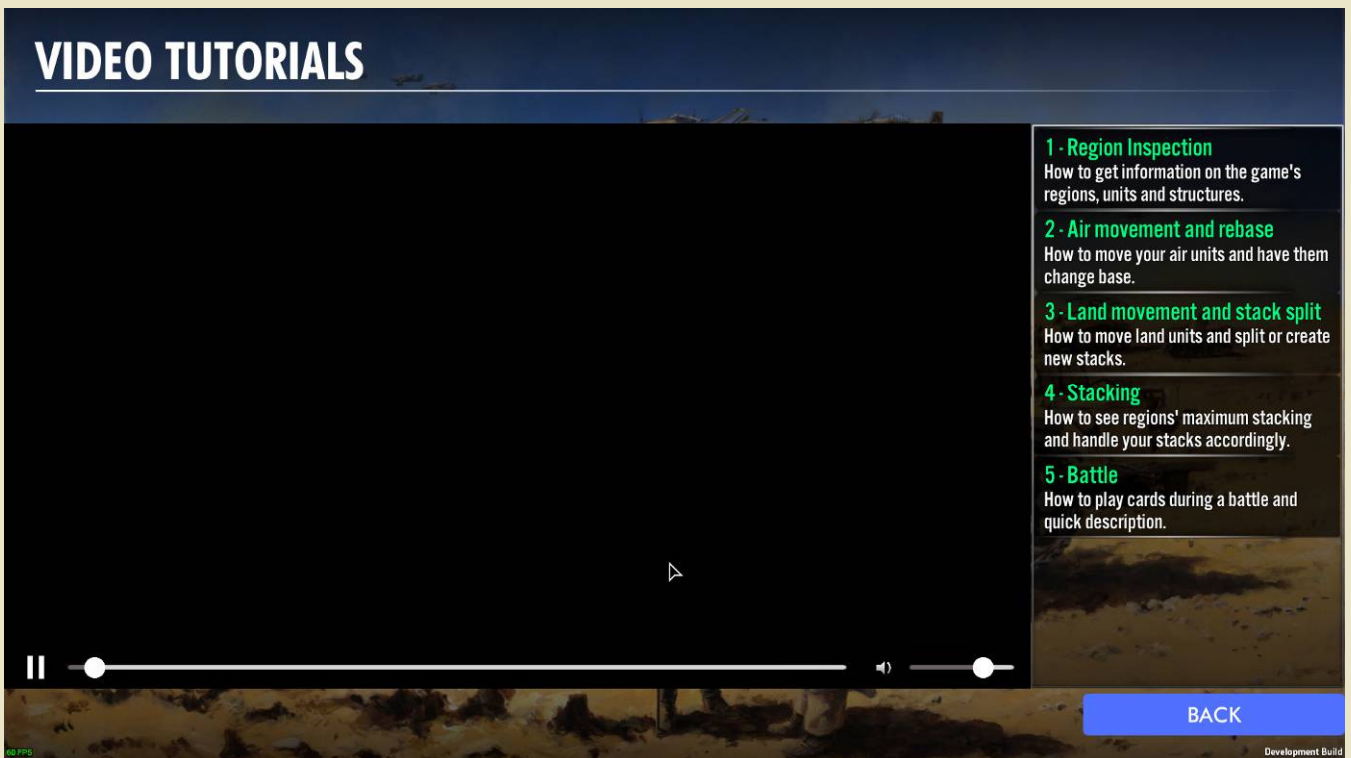 VIDEO TUTORIALS
1 - Region Inspection
How to get information on the game's
regions, units and structures.
2 - Air movement and rebase
How to move your air units and have them
change base.
3 - Land movement and stack split
How to move land units and split or create
new stacks.
4 - Stacking
How to see regions' maximum stacking
and handle your stacks accordingly.
5 - Battle
How to play cards during a battle and
quick description.
BACK
60 FPS
Development Build